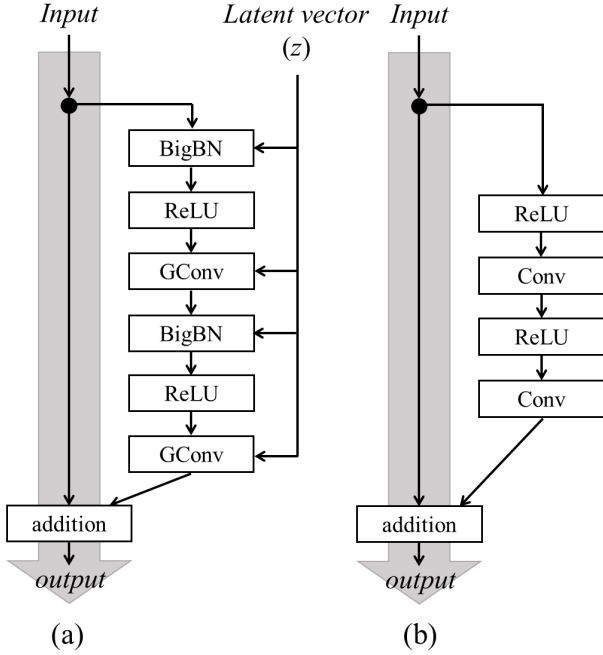 Input
Latent vector
(z)
BigBN
ReLU
GConv
BigBN
ReLU
GConv
addition
output
(a)
Input
ReLU
Conv
ReLU
Conv
addition
output
(b)